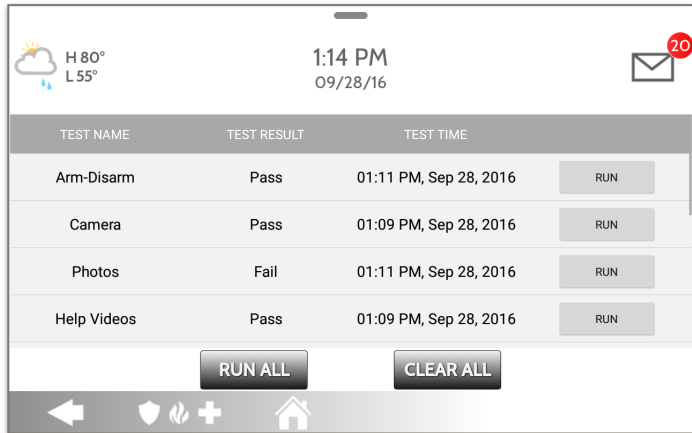 H 80°
L 55°
1:14 PM
09/28/16
20
TEST NAME TEST RESULT TEST TIME
Arm-Disarm Pass 01:11 PM, Sep 28, 2016 RUN
Camera Pass 01:09 PM, Sep 28, 2016 RUN
Photos Fail 01:11 PM, Sep 28, 2016 RUN
Help Videos Pass 01:09 PM, Sep 28, 2016 RUN
RUN ALL CLEAR ALL